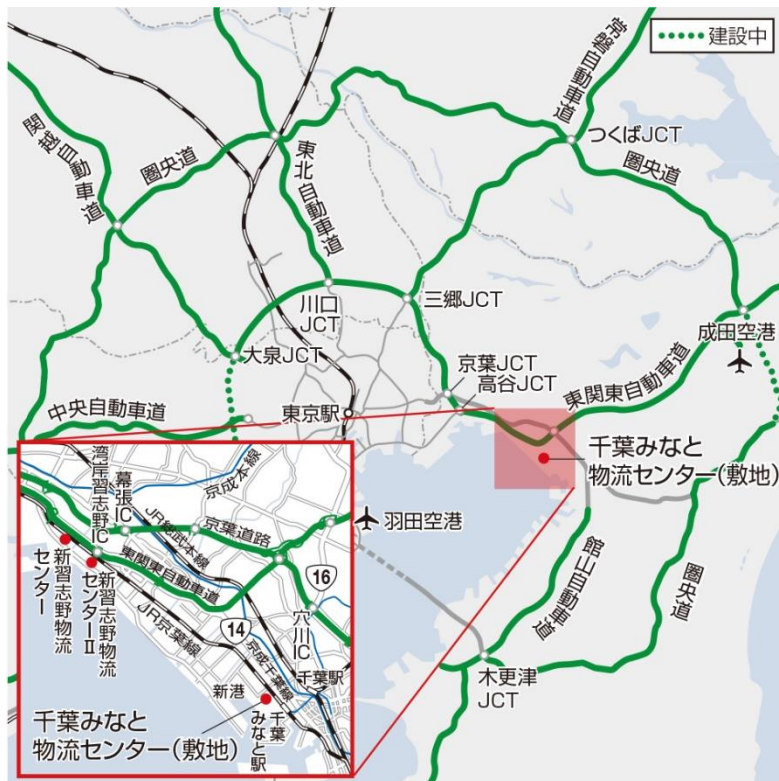 建設中
常磐自動車道
関越自動車道
圏央道
東北自動車道
つくばJCT
圏央道
川口
JCT
三郷JCT
成田空港
大泉JCT
京葉JCT
高谷JCT
東関東自動車道
中央自動車道
東京駅
千葉みなと
物流センター(敷地)
羽田空港
館山自動車道
圏央道
木更津
JCT
湾岸習志野IC
幕張IC
京成本線
JR総武本線
京葉道路
新習志野物流
センター
新習志野物流
センターII
東関東自動車道
16
JR京葉線
14
穴川IC
京成千葉線
千葉駅
新港
千葉
みなと駅
千葉みなと
物流センター(敷地)